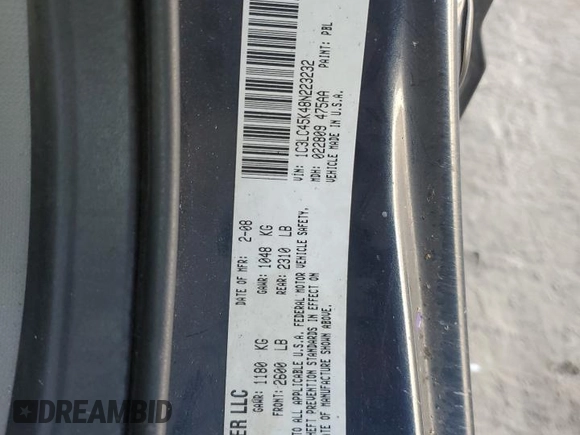 ER LLC
DATE OF MFR: 2-08
GAWR: 1180 KG GAWR: 1048 KG
FRONT: 2600 LB REAR: 2310 LB
ALL APPLICABLE U.S.A. FEDERAL MOTOR VEHICLE SAFETY,
HEFT PREVENTION STANDARDS IN EFFECT ON
DATE OF MANUFACTURE SHOWN ABOVE.
VIN: 1C3LC45K48N223232
MDH: 022809 475AA PAINT: PBL
VEHICLE MADE IN U.S.A.
DREAMBID